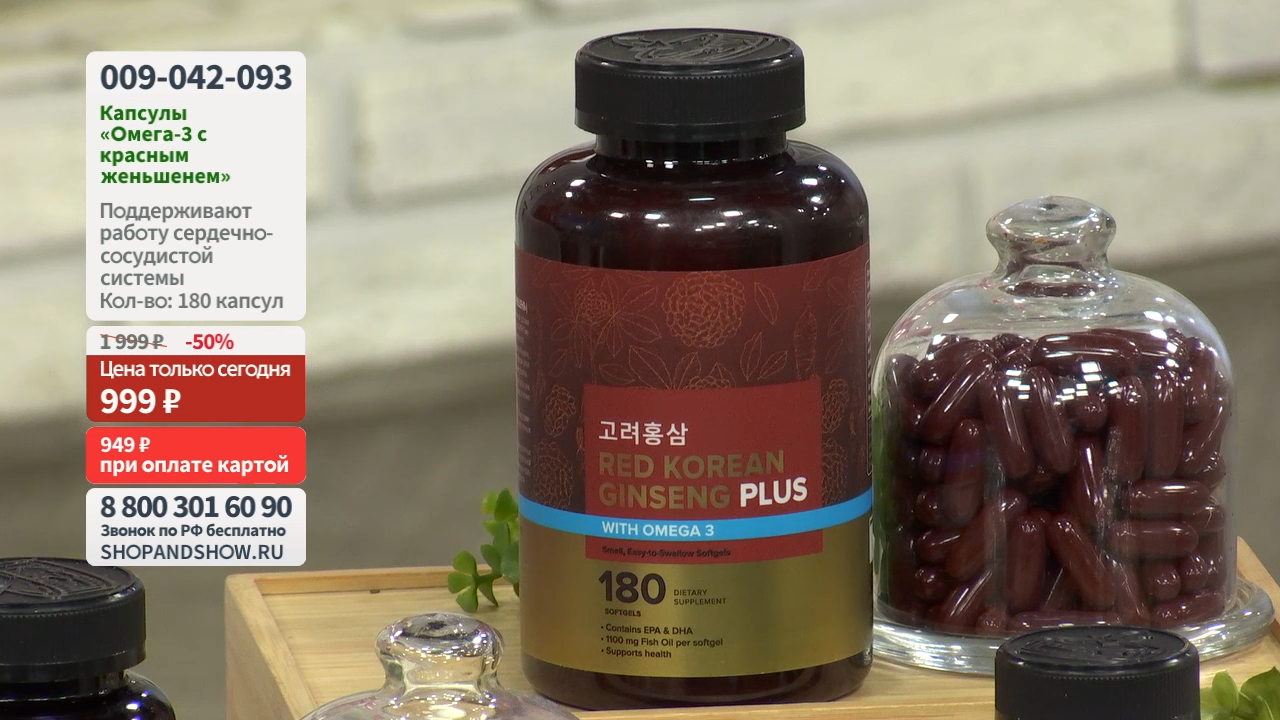 009-042-093
Капсулы
«Омега-3 с
красным
женьшенем»
Поддерживают
работу сердечно-
сосудистой
системы
Кол-во: 180 капсул
1 999 ₽ -50%
Цена только сегодня
999 ₽
949 ₽
при оплате картой
8 800 301 60 90
Звонок по РФ бесплатно
SHOPANDSHOW.RU
고려홍삼
RED KOREAN
GINSENG PLUS
WITH OMEGA 3
Small, Easy-to-Swallow Softgels
180
SOFTGELS
DIETARY
SUPPLEMENT
• Contains EPA & DHA
• 1100 mg Fish Oil per softgel
• Supports health